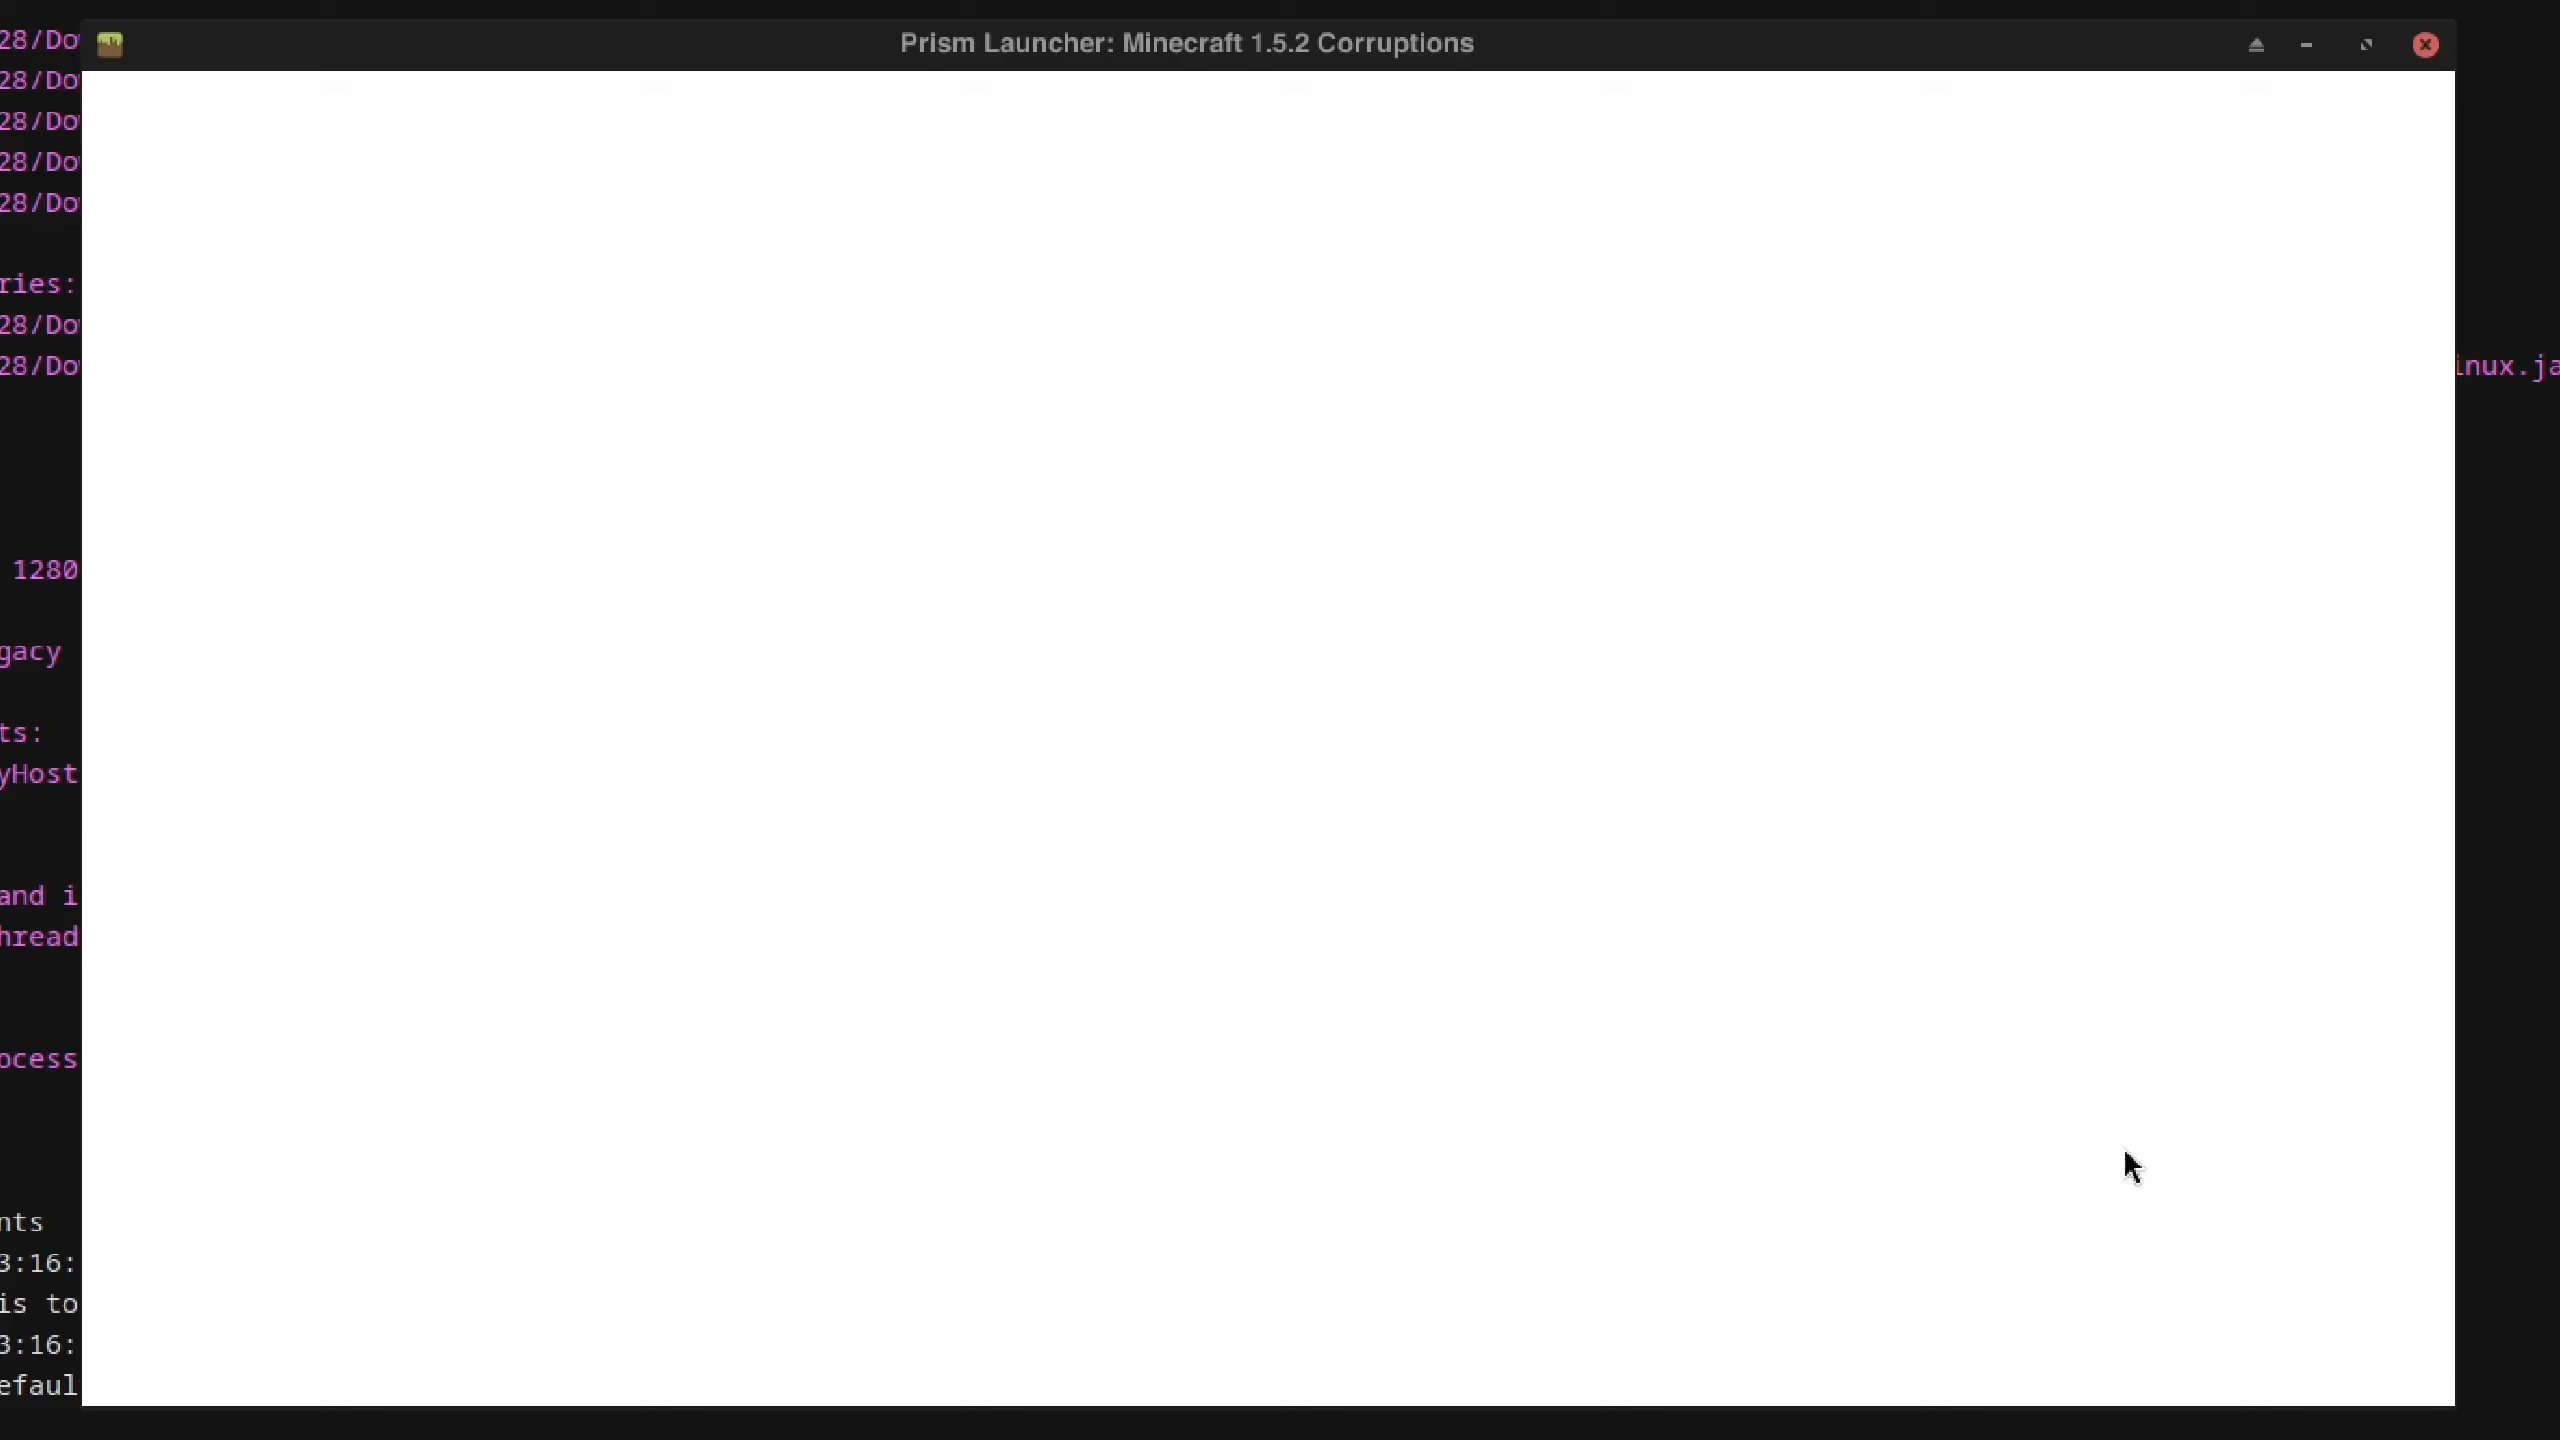 Prism Launcher: Minecraft 1.5.2 Corruptions
28/Do
28/Do
28/Do
28/Do
28/Do
ries:
28/Do
28/Do inux.ja
1280
gacy
ts:
yHost
and i
hread
ocess
nts
3:16:
is to
3:16:
efaul